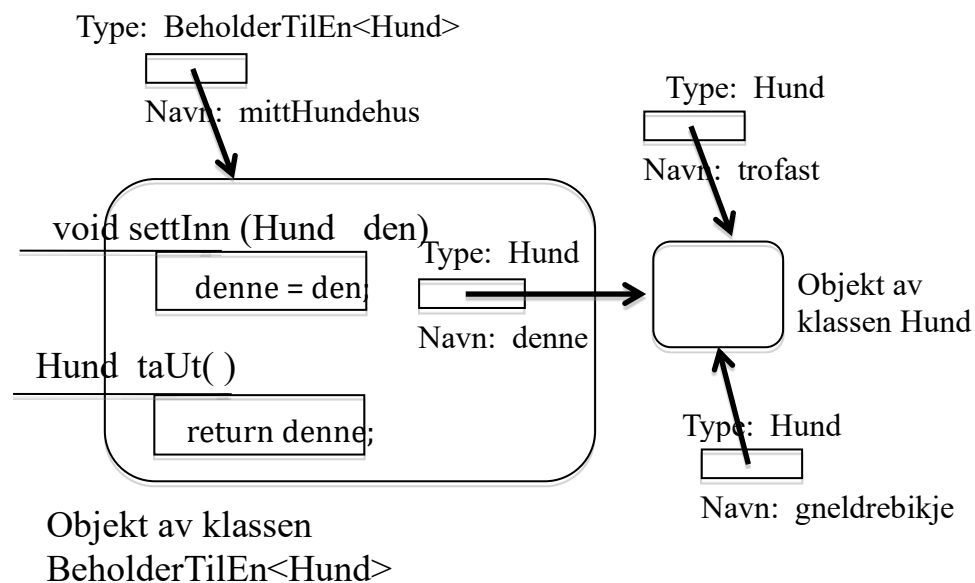 Type: BeholderTilEn<Hund>
Navn: mittHundehus
Type: Hund
Navn: trofast
void settInn (Hund den)
denne = den;
Type: Hund
Navn: denne
Objekt av
klassen Hund
Hund taUt( )
return denne;
Type: Hund
Navn: gneldrebikje
Objekt av klassen
BeholderTilEn<Hund>